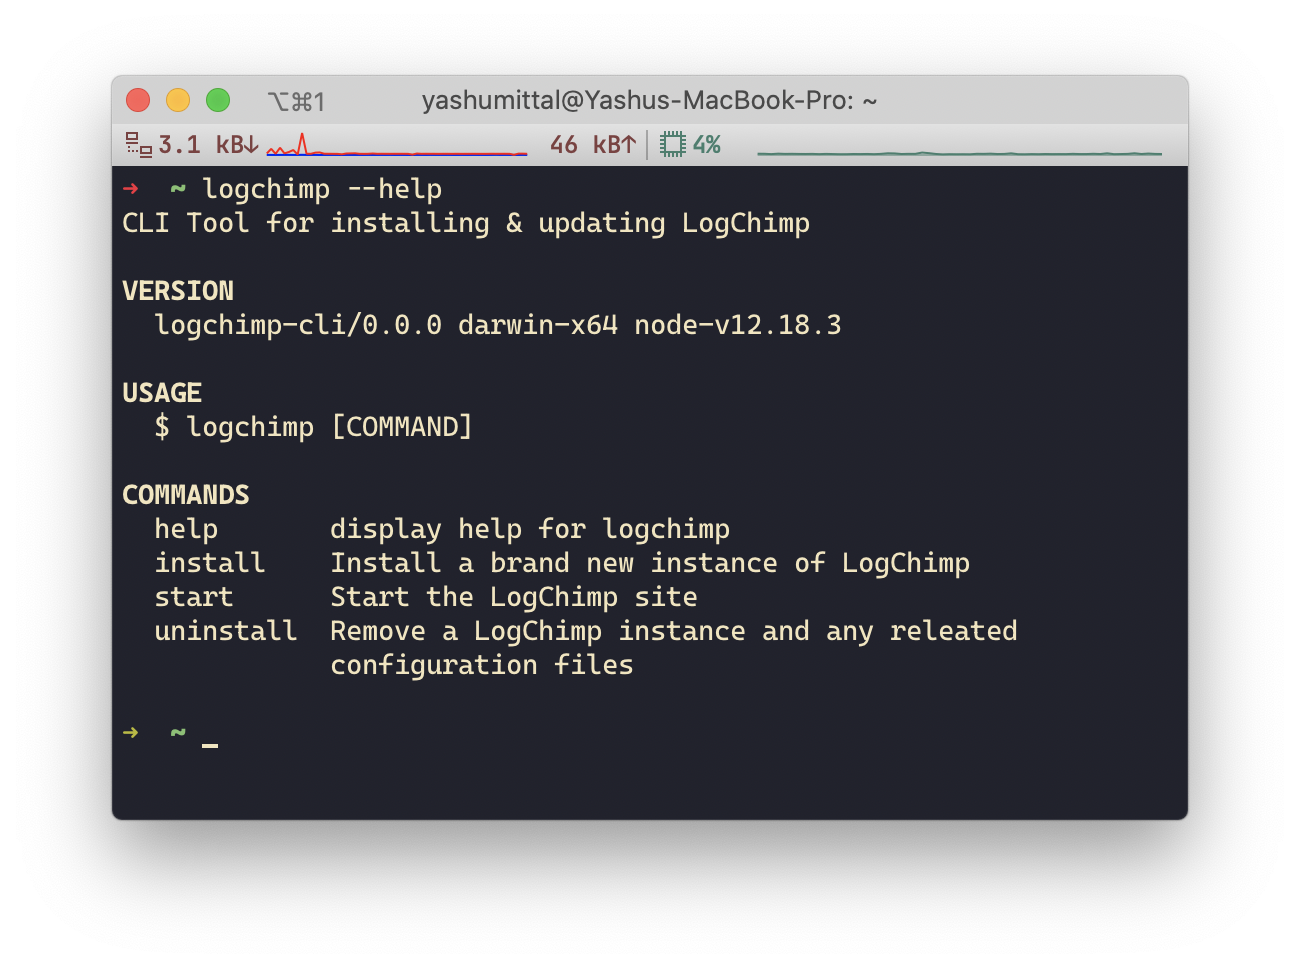 ⌥⌘1 yashumittal@Yashus-MacBook-Pro: ~
3.1 kB↓ 46 kB↑ 4%
➜ ~ logchimp --help
CLI Tool for installing & updating LogChimp
VERSION
logchimp-cli/0.0.0 darwin-x64 node-v12.18.3
USAGE
$ logchimp [COMMAND]
COMMANDS
help display help for logchimp
install Install a brand new instance of LogChimp
start Start the LogChimp site
uninstall Remove a LogChimp instance and any releated
configuration files
➜ ~ _